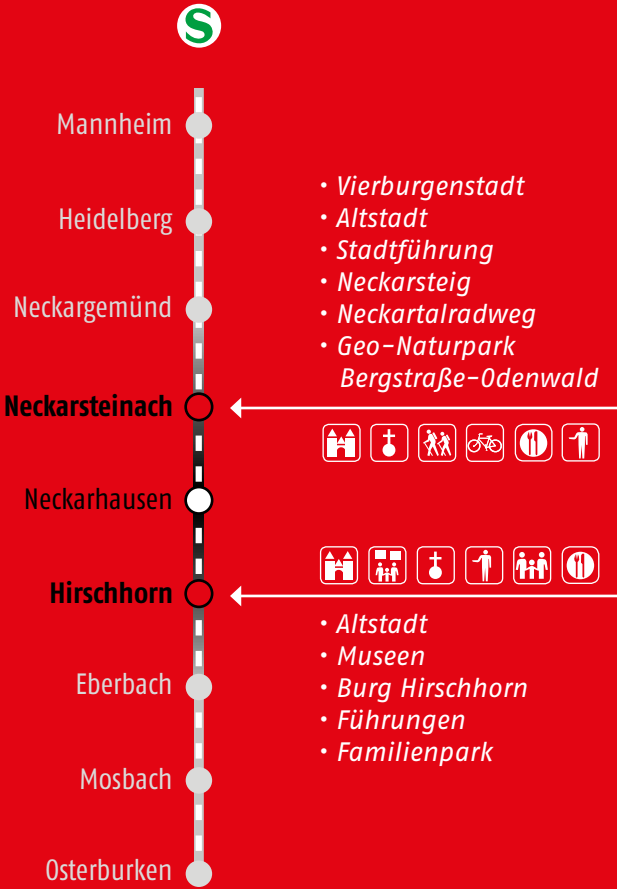 S
Mannheim
Heidelberg
Neckargemünd
Neckarsteinach
Neckarhausen
Hirschhorn
Eberbach
Mosbach
Osterburken
• Vierburgenstadt
• Altstadt
• Stadtführung
• Neckarsteig
• Neckartalradweg
• Geo-Naturpark
Bergstraße-Odenwald
• Altstadt
• Museen
• Burg Hirschhorn
• Führungen
• Familienpark